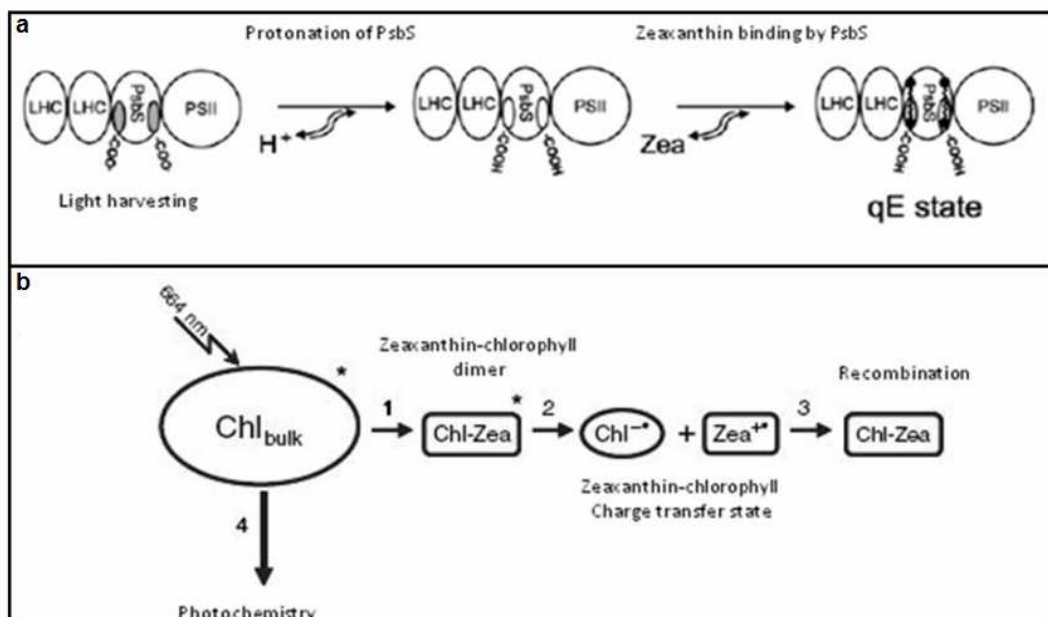 a
Protonation of PsbS
Zeaxanthin binding by PsbS
LHC LHC PsbS PSII
H+
LHC LHC PsbS PSII
Zea
LHC LHC PsbS PSII
COO- COO-
COOH COOH
COOH COOH
Light harvesting
qE state
b
664 nm
Zeaxanthin-chlorophyll
dimer
Recombination
*
*
Chl bulk
1
Chl-Zea
2
Chl-•
+
Zea+•
3
Chl-Zea
Zeaxanthin-chlorophyll
Charge transfer state
4
Photochemistry